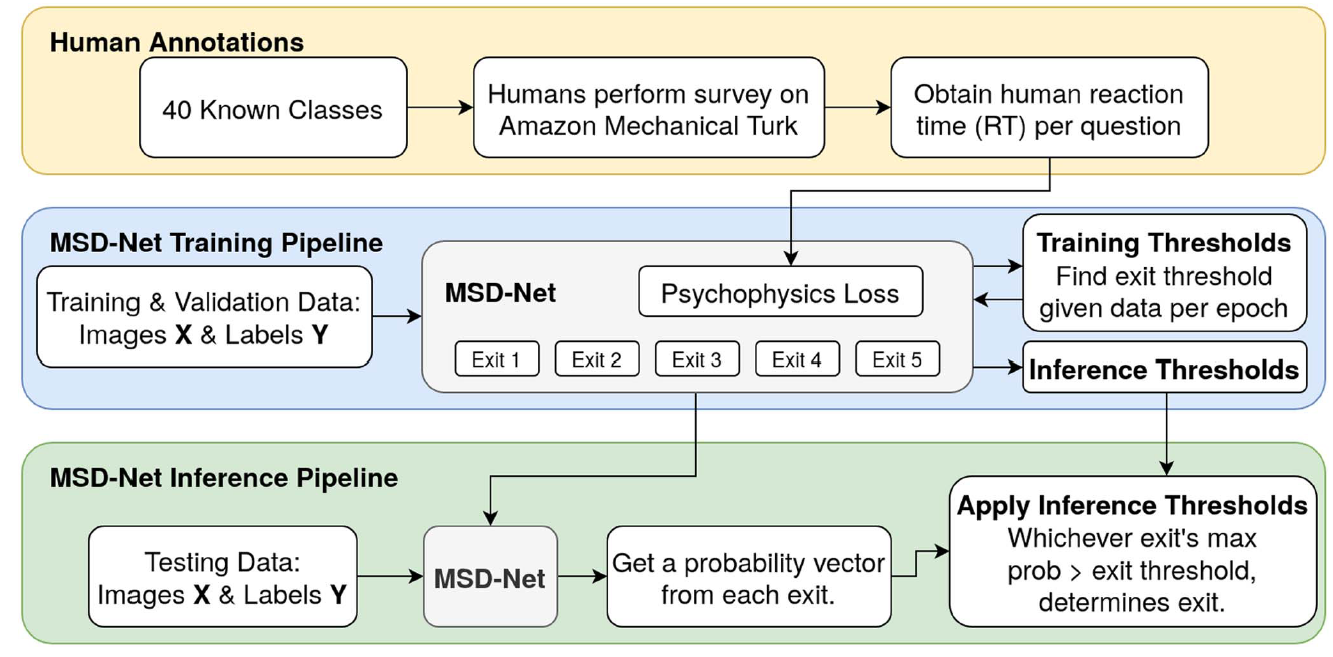 Human Annotations
40 Known Classes
Humans perform survey on
Amazon Mechanical Turk
Obtain human reaction
time (RT) per question
MSD-Net Training Pipeline
Training & Validation Data:
Images X & Labels Y
MSD-Net
Psychophysics Loss
Exit 1
Exit 2
Exit 3
Exit 4
Exit 5
Training Thresholds
Find exit threshold
given data per epoch
Inference Thresholds
MSD-Net Inference Pipeline
Testing Data:
Images X & Labels Y
MSD-Net
Get a probability vector
from each exit.
Apply Inference Thresholds
Whichever exit's max
prob > exit threshold,
determines exit.